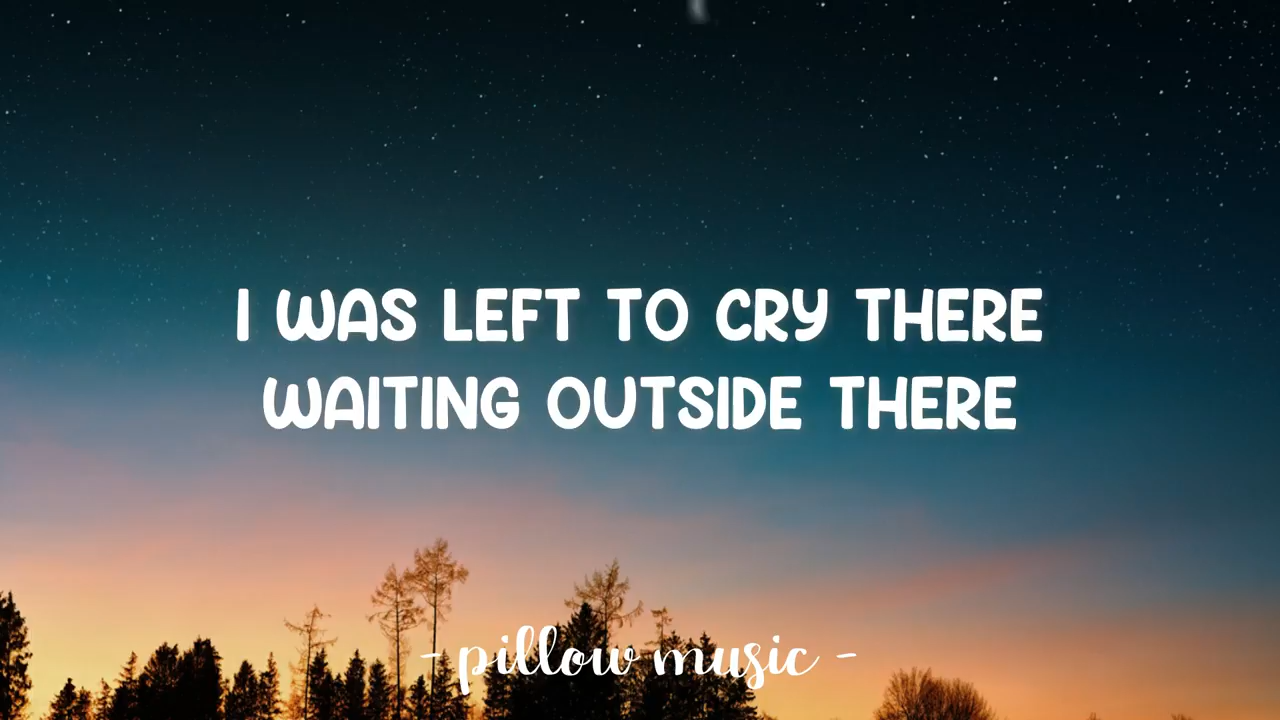 I WAS LEFT TO CRY THERE
WAITING OUTSIDE THERE
- pillow music -